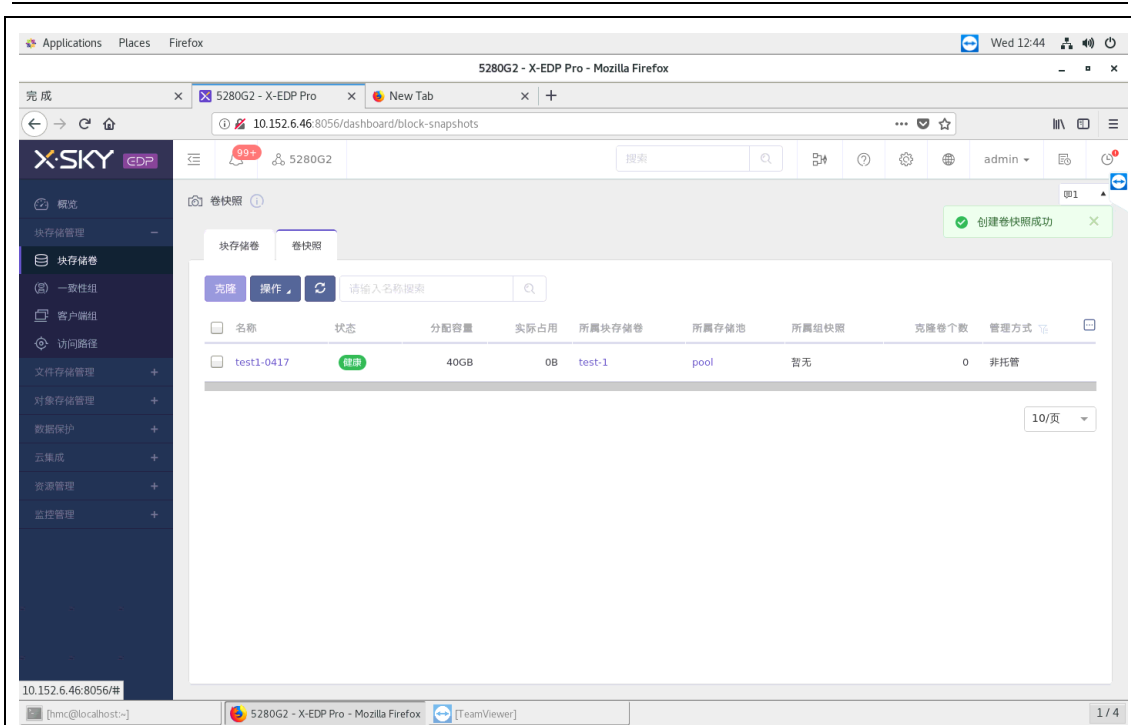 Applications Places Firefox Wed 12:44
5280G2 - X-EDP Pro - Mozilla Firefox
完成 5280G2 - X-EDP Pro New Tab
10.152.6.46:8056/dashboard/block-snapshots
X·SKY EDP 99+ 5280G2 搜索 admin
概览 卷快照 1
块存储管理 创建卷快照成功
块存储卷 块存储卷 卷快照
一致性组 克隆 操作 请输入名称搜索
客户端组 名称 状态 分配容量 实际占用 所属块存储卷 所属存储池 所属组快照 克隆卷个数 管理方式
访问路径
文件存储管理 test1-0417 健康 40GB 0B test-1 pool 暂无 0 非托管
对象存储管理
数据保护 10/页
云集成
资源管理
监控管理
10.152.6.46:8056/#
[hmc@localhost:~] 5280G2 - X-EDP Pro - Mozilla Firefox [TeamViewer] 1 / 4